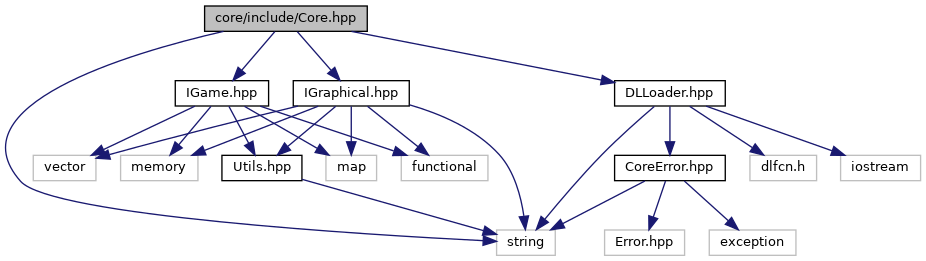 core/include/Core.hpp
IGame.hpp
IGraphical.hpp
DLLoader.hpp
vector
memory
Utils.hpp
map
functional
CoreError.hpp
dlfcn.h
iostream
string
Error.hpp
exception